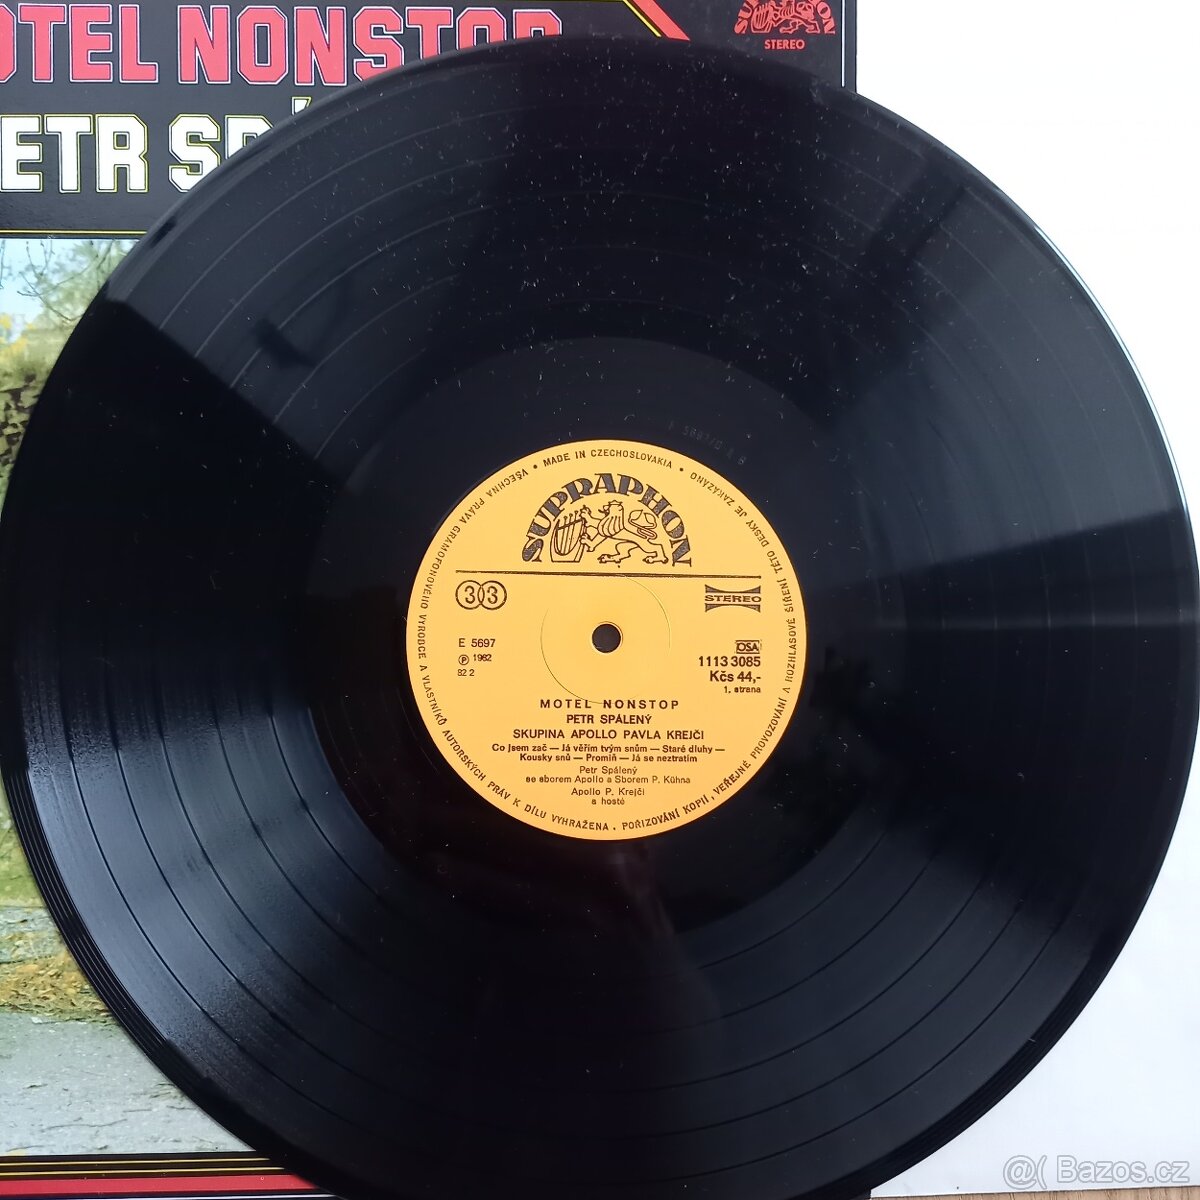 OTEL NONSTOP
ETR SPÁ
SUPRAPHON
STEREO
VŠECHNA PRÁVA GRAMOFONOVÉHO VÝROBCE A VLASTNÍKŮ AUTORSKÝCH PRÁV K DÍLU VYHRAŽENA . POŘIZOVÁNÍ KOPIÍ, VEŘEJNÉ PROVOZOVÁNÍ A ROZHLASOVÉ ŠÍŘENÍ TÉTO DESKY JE ZAKÁZÁNO • MADE IN CZECHOSLOVAKIA •
SUPRAPHON
33
STEREO
E 5697
Ⓟ 1982
82 2
OSA
1113 3085
Kčs 44,-
1. strana
MOTEL NONSTOP
PETR SPÁLENÝ
SKUPINA APOLLO PAVLA KREJČI
Co jsem zač — Já věřím tvým snům — Staré dluhy —
Kousky snů — Promiň — Já se neztratím
Petr Spálený
se sborem Apollo a Sborem P. Kühna
Apollo P. Krejčí
a hosté
@( Bazos.cz